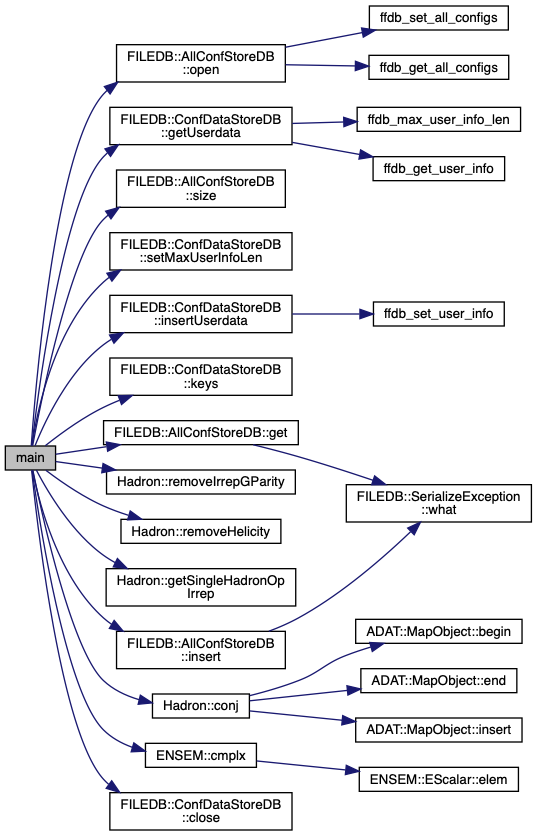 main
FILEDB::AllConfStoreDB
::open
FILEDB::ConfDataStoreDB
::getUserdata
FILEDB::AllConfStoreDB
::size
FILEDB::ConfDataStoreDB
::setMaxUserInfoLen
FILEDB::ConfDataStoreDB
::insertUserdata
FILEDB::ConfDataStoreDB
::keys
FILEDB::AllConfStoreDB::get
Hadron::removeIrrepGParity
Hadron::removeHelicity
Hadron::getSingleHadronOp
Irrep
FILEDB::AllConfStoreDB
::insert
Hadron::conj
ENSEM::cmplx
FILEDB::ConfDataStoreDB
::close
ffdb_set_all_configs
ffdb_get_all_configs
ffdb_max_user_info_len
ffdb_get_user_info
ffdb_set_user_info
FILEDB::SerializeException
::what
ADAT::MapObject::begin
ADAT::MapObject::end
ADAT::MapObject::insert
ENSEM::EScalar::elem